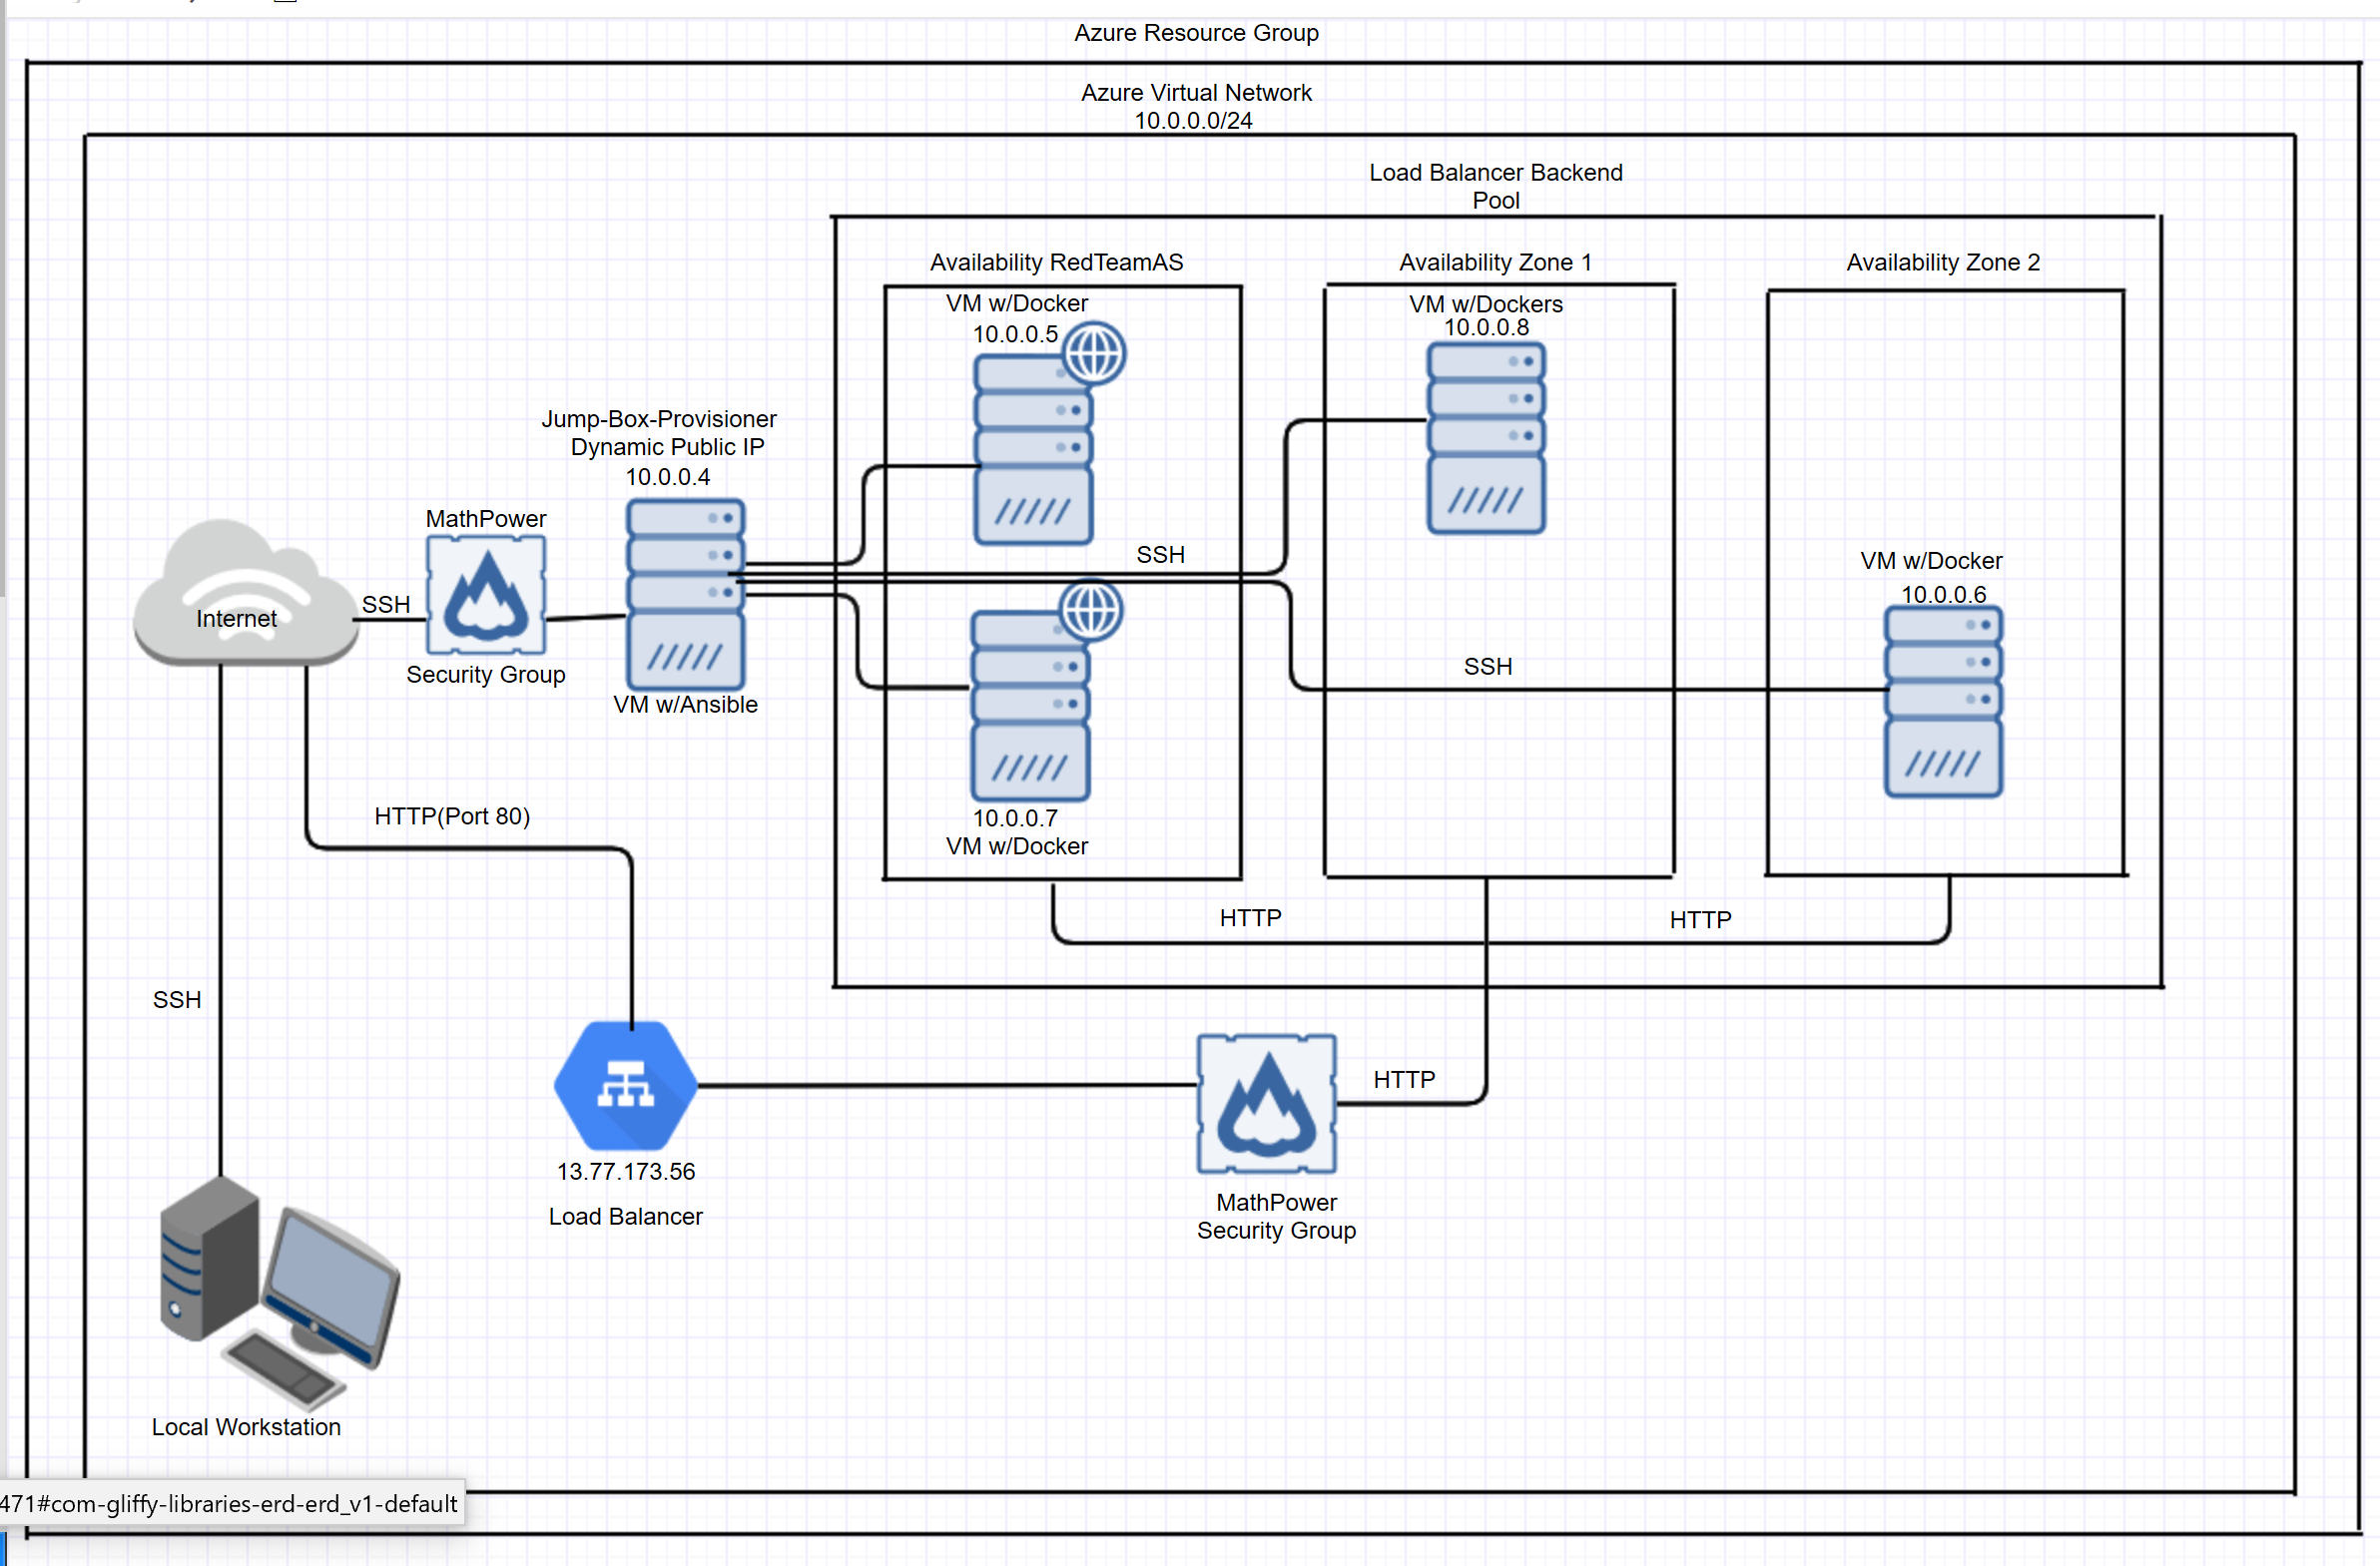 Azure Resource Group
Azure Virtual Network
10.0.0.0/24
Load Balancer Backend
Pool
Availability RedTeamAS
Availability Zone 1
Availability Zone 2
VM w/Docker
10.0.0.5
VM w/Dockers
10.0.0.8
Jump-Box-Provisioner
Dynamic Public IP
10.0.0.4
MathPower
SSH
VM w/Docker
10.0.0.6
Internet
SSH
Security Group
VM w/Ansible
SSH
10.0.0.7
VM w/Docker
HTTP(Port 80)
HTTP
HTTP
SSH
HTTP
13.77.173.56
Load Balancer
MathPower
Security Group
Local Workstation
471#com-gliffy-libraries-erd-erd_v1-default